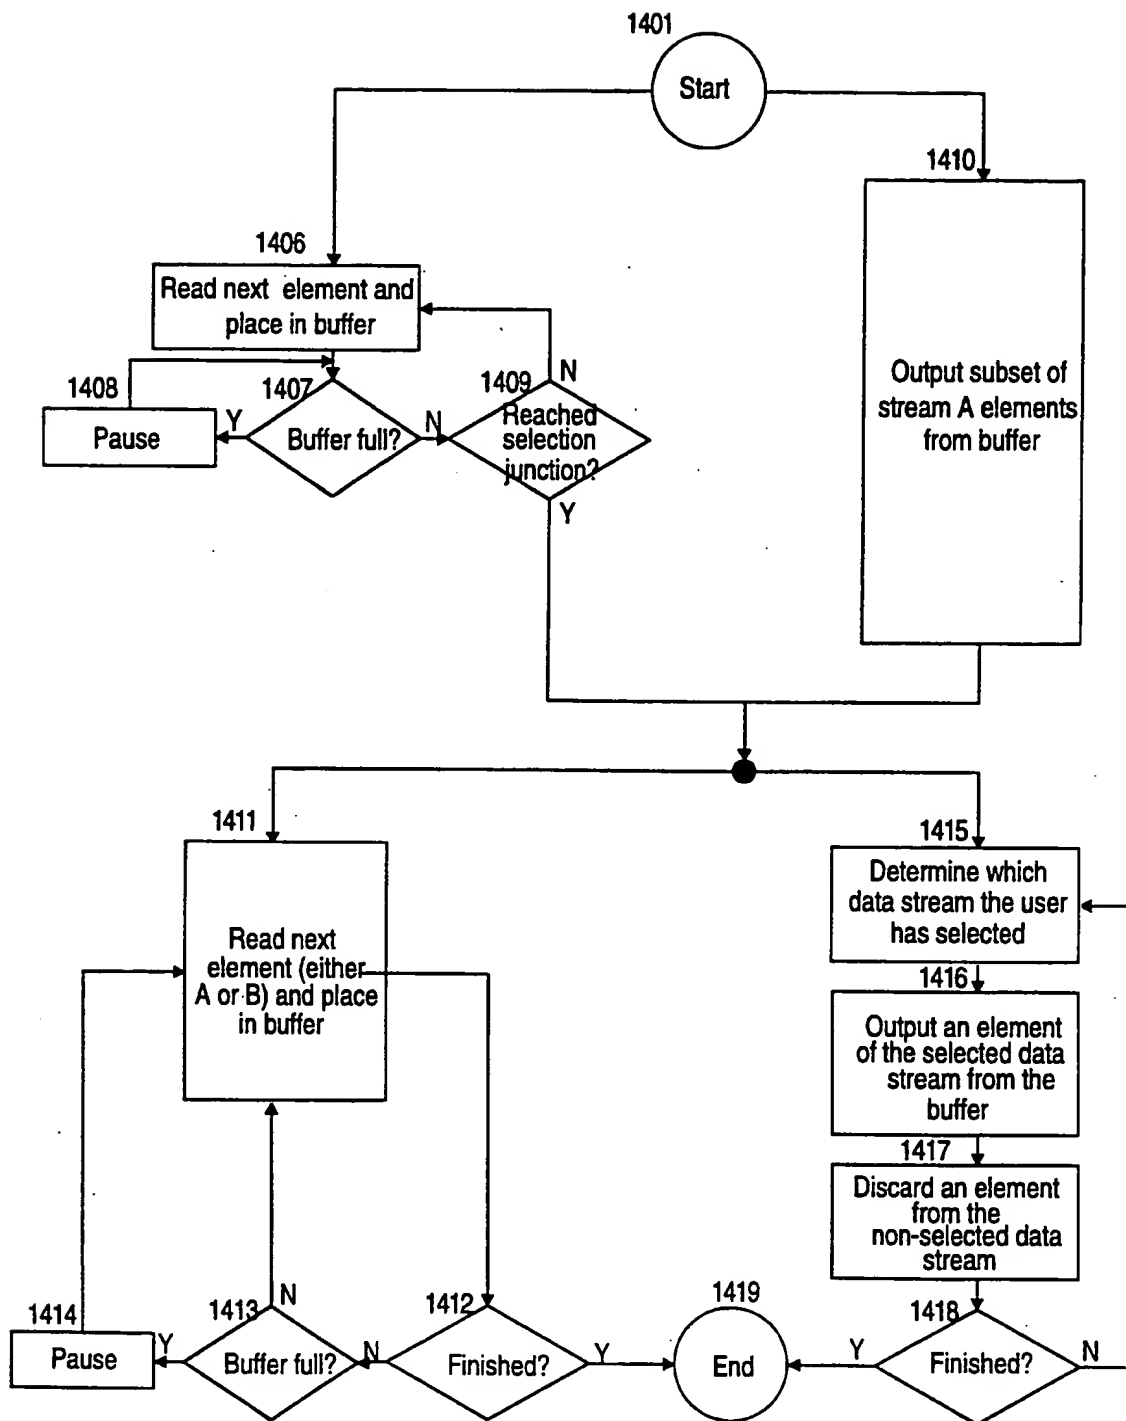 1401
Start
1410
1406
Read next element and
place in buffer
1408
1407
1409
N
Y
N
Pause
Buffer full?
Reached
selection
junction?
Y
Output subset of
stream A elements
from buffer
1411
1415
Determine which
data stream the user
has selected
Read next
element (either
A or B) and place
in buffer
1416
Output an element
of the selected data
stream from the
buffer
1417
Discard an element
from the
non-selected data
stream
1414
1413
N
1412
1419
1418
Pause
Y
Buffer full?
N
Finished?
Y
End
Y
Finished?
N